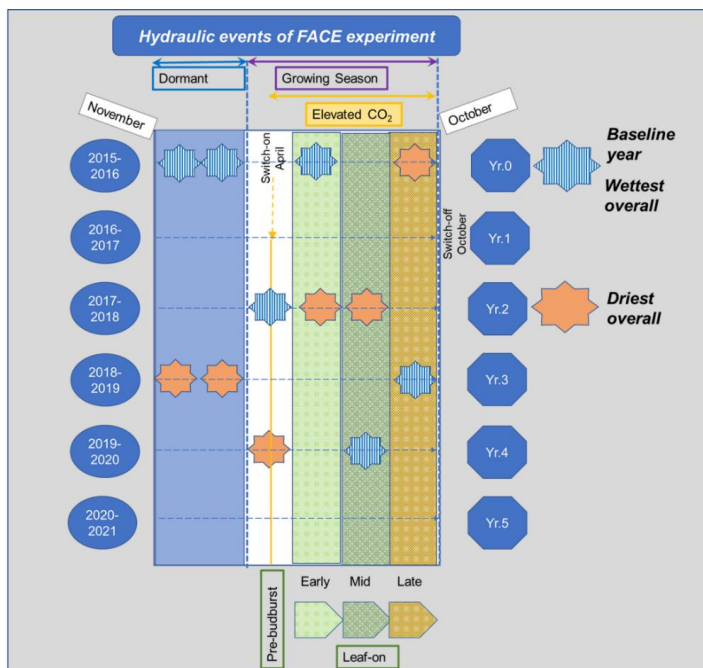 Hydraulic events of FACE experiment
Dormant
Growing Season
Elevated CO₂
November
October
2015-
2016
Switch-on
April
Yr.0
Baseline
year
Wettest
overall
2016-
2017
Switch-off
October
Yr.1
2017-
2018
Yr.2
Driest
overall
2018-
2019
Yr.3
2019-
2020
Yr.4
2020-
2021
Yr.5
Pre-budburst
Early
Mid
Late
Leaf-on